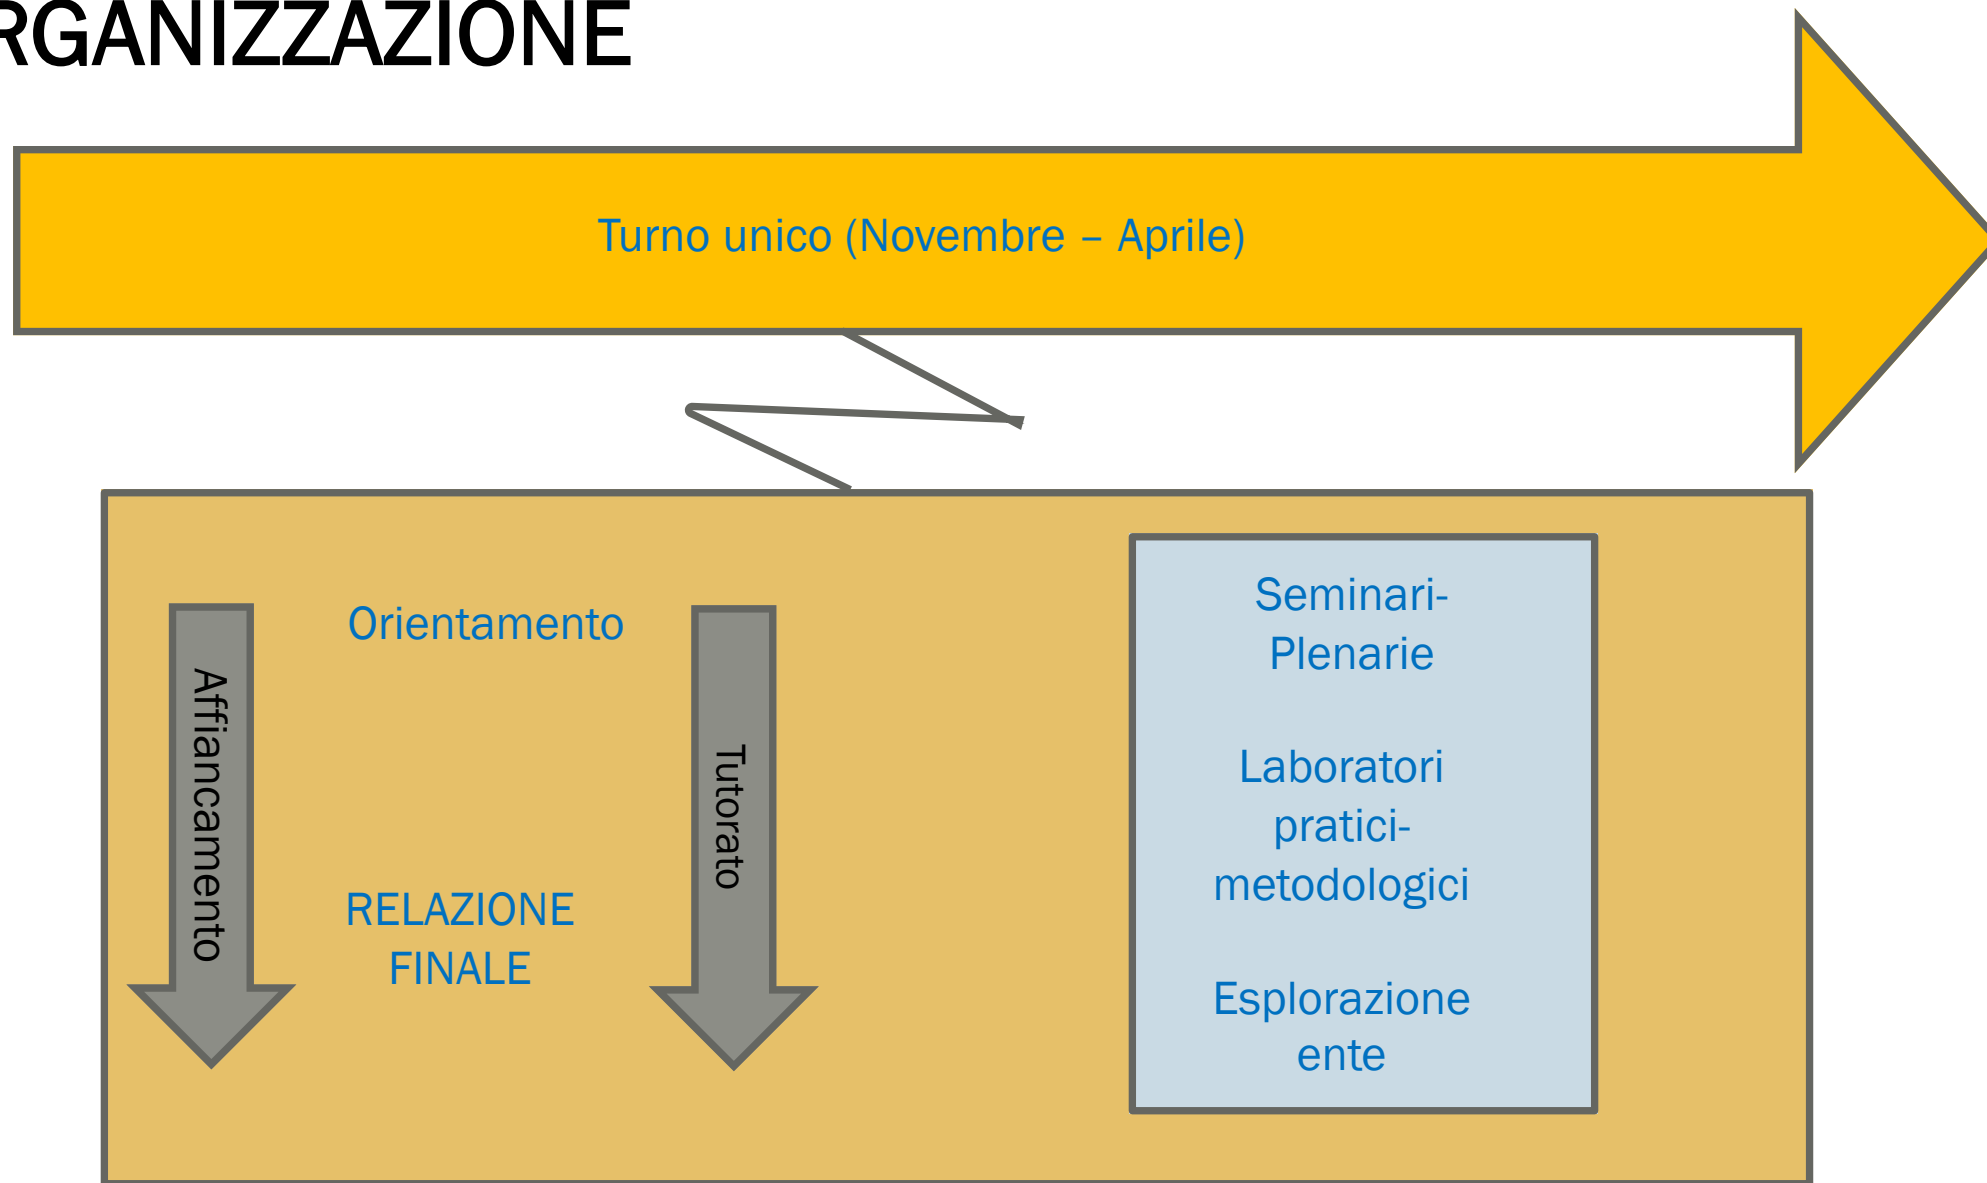 RGANIZZAZIONE
Turno unico (Novembre – Aprile)
Affiancamento
Orientamento
RELAZIONE
FINALE
Tutorato
Seminari-
Plenarie
Laboratori
pratici-
metodologici
Esplorazione
ente